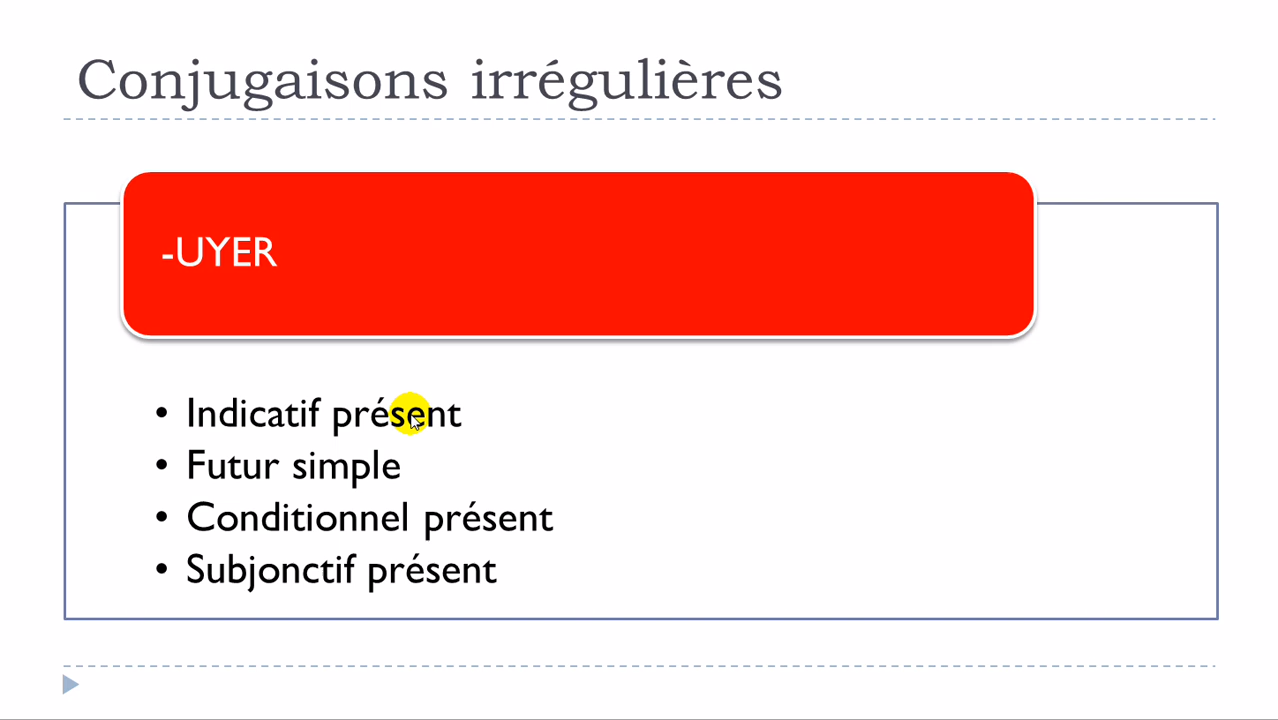 Conjugaisons irrégulières
-UYER
• Indicatif présent
• Futur simple
• Conditionnel présent
• Subjonctif présent